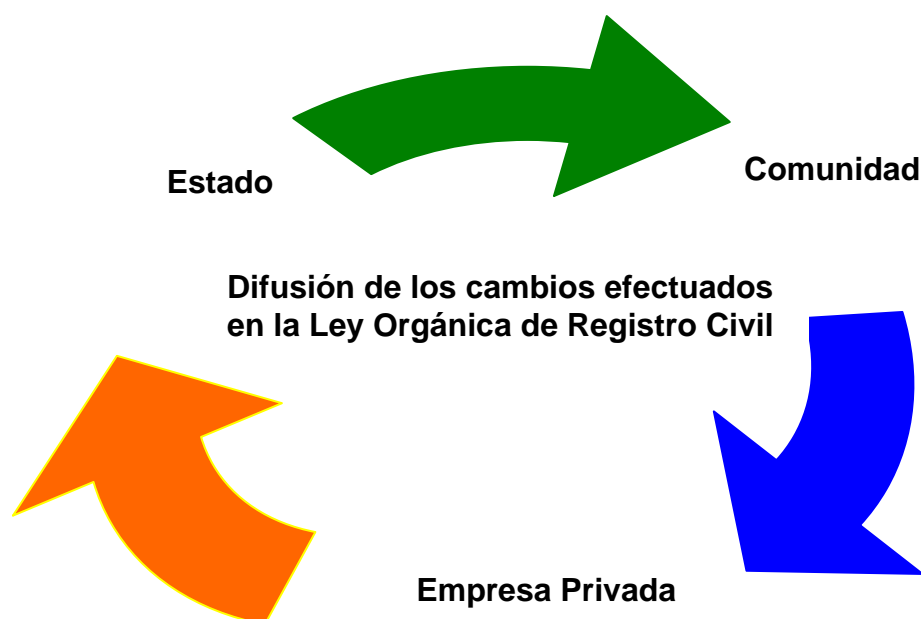 Estado
Comunidad
Difusión de los cambios efectuados
en la Ley Orgánica de Registro Civil
Empresa Privada